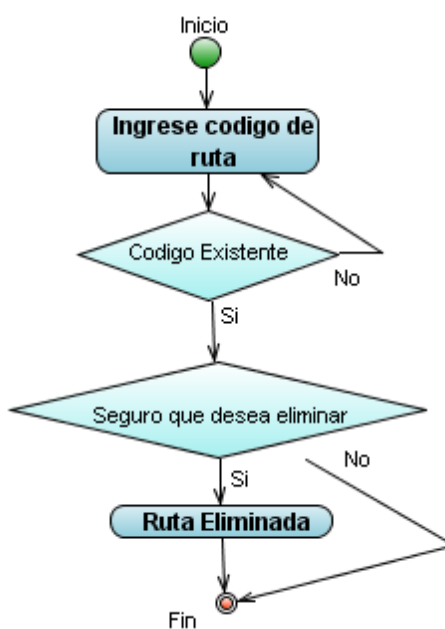 Inicio
Ingrese codigo de
ruta
Codigo Existente
No
Si
Seguro que desea eliminar
No
Si
Ruta Eliminada
Fin